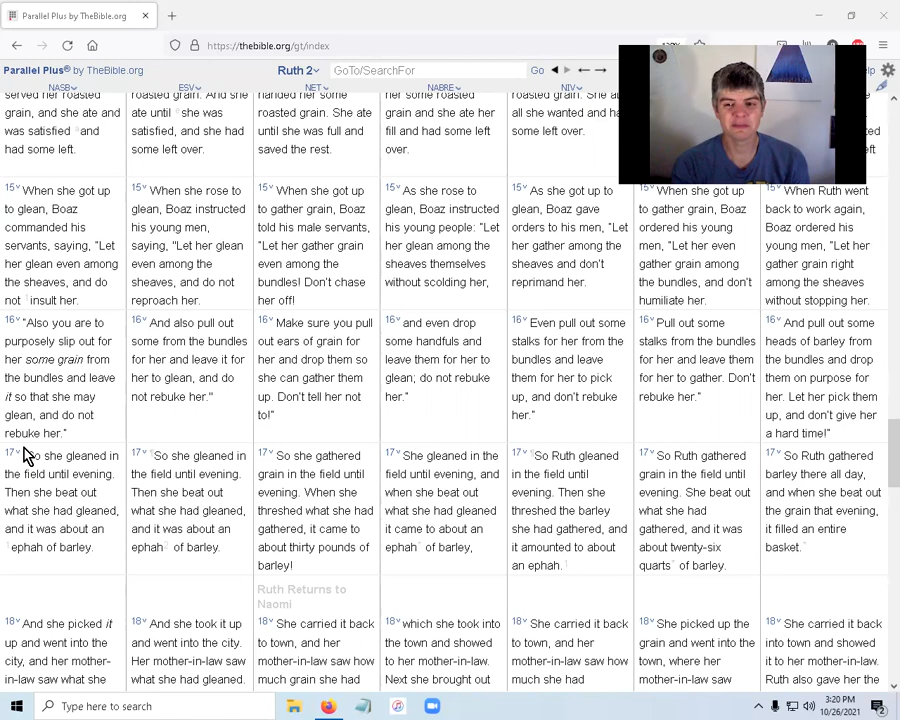 Parallel Plus by TheBible.org
https://thebible.org/gt/index
Parallel Plus® by TheBible.org
Ruth 2
GoTo/SearchFor
Go
NASB
ESV
NET
NABRE
NIV
grain, and she ate and
was satisfied and
had some left.
roasted grain. And she
ate until she was
satisfied, and she had
some left over.
handed her some
roasted grain. She ate
until she was full and
saved the rest.
her some roasted
grain and she ate her
fill and had some left
over.
roasted grain. She ate
all she wanted and had
some left over.
15 v When she got up
to glean, Boaz
commanded his
servants, saying, "Let
her glean even among
the sheaves, and do
not insult her.
15 v When she rose to
glean, Boaz instructed
his young men,
saying, "Let her glean
even among the
sheaves, and do not
reproach her.
15 v When she got up
to gather grain, Boaz
told his male servants,
"Let her gather grain
even among the
bundles! Don't chase
her off!
15 v As she rose to
glean, Boaz instructed
his young people: "Let
her glean among the
sheaves themselves
without scolding her,
15 v As she got up to
glean, Boaz gave
orders to his men, "Let
her gather among the
sheaves and don't
reprimand her.
15 v When she got up
to gather grain, Boaz
ordered his young
men, "Let her even
gather grain among
the bundles, and don't
humiliate her.
15 v When Ruth went
back to work again,
Boaz ordered his
young men, "Let her
gather grain right
among the sheaves
without stopping her.
16 v "Also you are to
purposely slip out for
her some grain from
the bundles and leave
it so that she may
glean, and do not
rebuke her."
16 v And also pull out
some from the bundles
for her and leave it for
her to glean, and do
not rebuke her."
16 v Make sure you pull
out ears of grain for
her and drop them so
she can gather them
up. Don't tell her not
to!"
16 v and even drop
some handfuls and
leave them for her to
glean; do not rebuke
her."
16 v Even pull out some
stalks for her from the
bundles and leave
them for her to pick
up, and don't rebuke
her."
16 v Pull out some
stalks from the bundles
for her and leave them
for her to gather. Don't
rebuke her."
16 v And pull out some
heads of barley from
the bundles and drop
them on purpose for
her. Let her pick them
up, and don't give her
a hard time!"
17 v So she gleaned in
the field until evening.
Then she beat out
what she had gleaned,
and it was about an
ephah of barley.
17 v So she gleaned in
the field until evening.
Then she beat out
what she had gleaned,
and it was about an
ephah of barley.
17 v So she gathered
grain in the field until
evening. When she
threshed what she had
gathered, it came to
about thirty pounds of
barley!
17 v She gleaned in the
field until evening, and
when she beat out
what she had gleaned
it came to about an
ephah of barley,
17 v So Ruth gleaned
in the field until
evening. Then she
threshed the barley
she had gathered, and
it amounted to about
an ephah.
17 v So Ruth gathered
grain in the field until
evening. She beat out
what she had
gathered, and it was
about twenty-six
quarts of barley.
17 v So Ruth gathered
barley there all day,
and when she beat out
the grain that evening,
it filled an entire
basket.
Ruth Returns to
Naomi
18 v And she picked it
up and went into the
city, and her mother-
in-law saw what she
18 v And she took it up
and went into the city.
Her mother-in-law saw
what she had gleaned.
18 v She carried it back
to town, and her
mother-in-law saw how
much grain she had
18 v which she took into
the town and showed
to her mother-in-law.
Next she brought out
18 v She carried it back
to town, and her
mother-in-law saw how
much she had
18 v She picked up the
grain and went into the
town, where her
mother-in-law saw
18 v She carried it back
into town and showed
it to her mother-in-law.
Ruth also gave her the
Type here to search
3:20 PM
10/26/2021
2